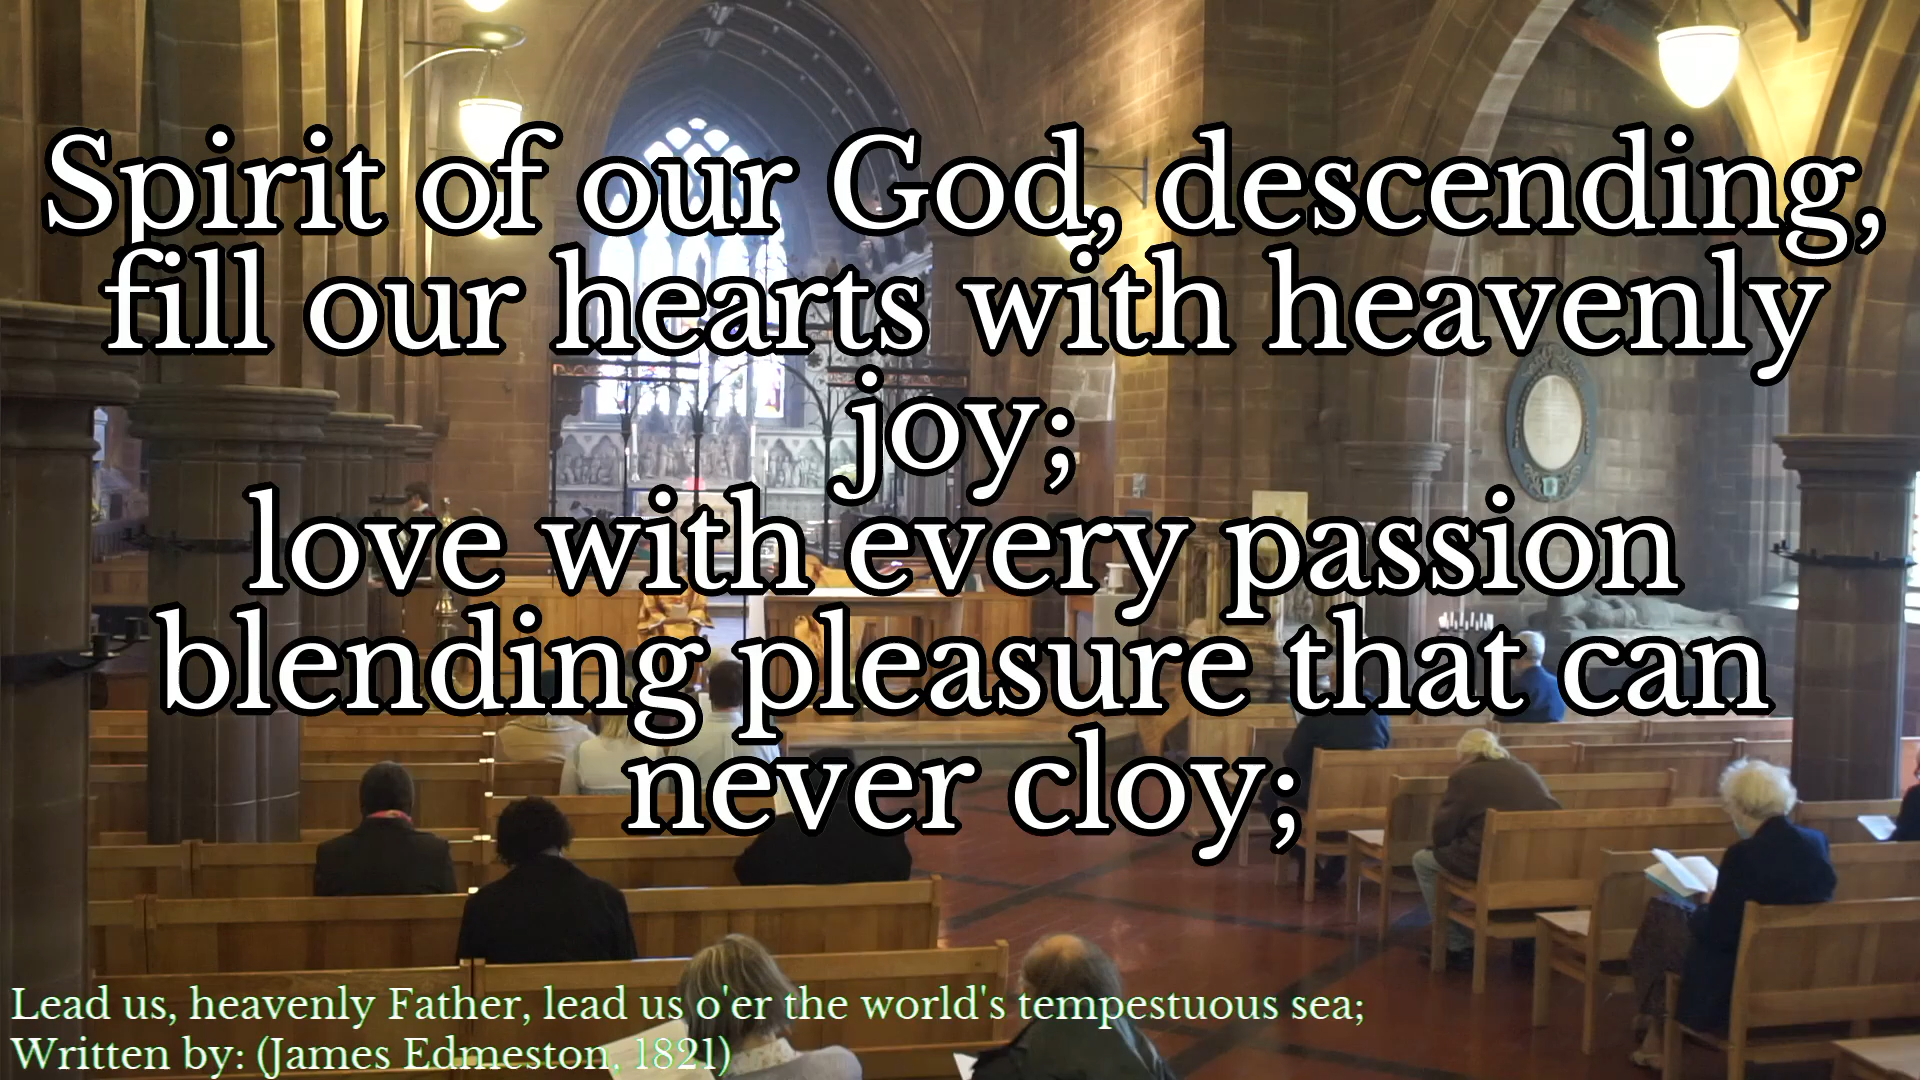 Spirit of our God, descending,
fill our hearts with heavenly
joy;
love with every passion
blending pleasure that can
never cloy;
Lead us, heavenly Father, lead us o'er the world's tempestuous sea;
Written by: (James Edmeston, 1821)